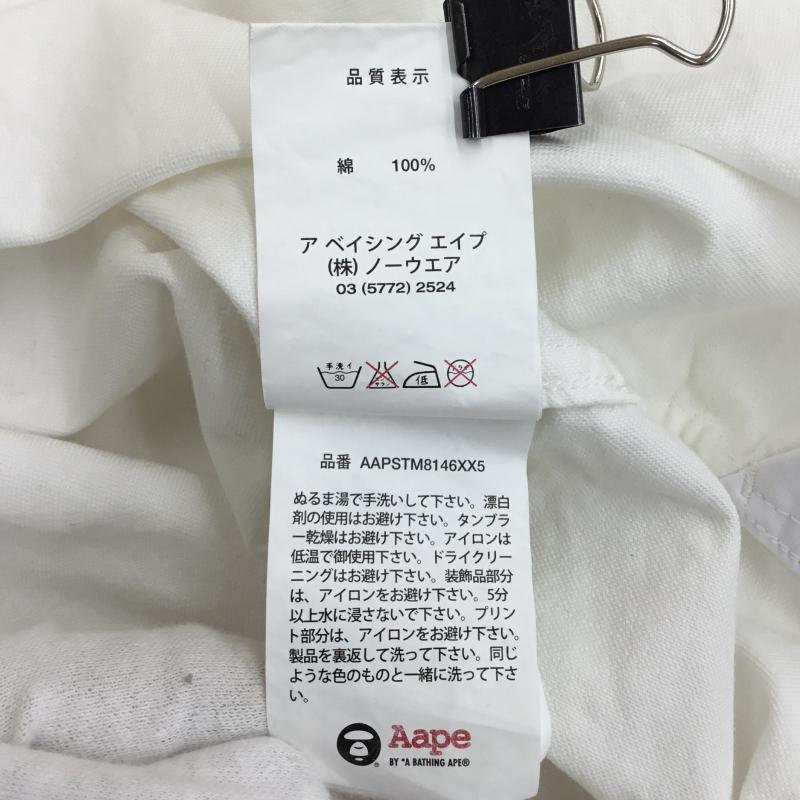 品質表示
綿 100%
ア ベイシング エイプ
(株) ノーウエア
03 (5772) 2524
手洗イ
30
低
品番 AAPSTM8146XX5
ぬるま湯で手洗いして下さい。漂白
剤の使用はお避け下さい。タンブラ
ー乾燥はお避け下さい。アイロンは
低温で御使用下さい。ドライクリー
ニングはお避け下さい。装飾品部分
は、アイロンをお避け下さい。5分
以上水に浸さないで下さい。プリン
ト部分は、アイロンをお避け下さい。
製品を裏返して洗って下さい。同じ
ような色のものと一緒に洗って下さ
い。
Aape
BY *A BATHING APE®